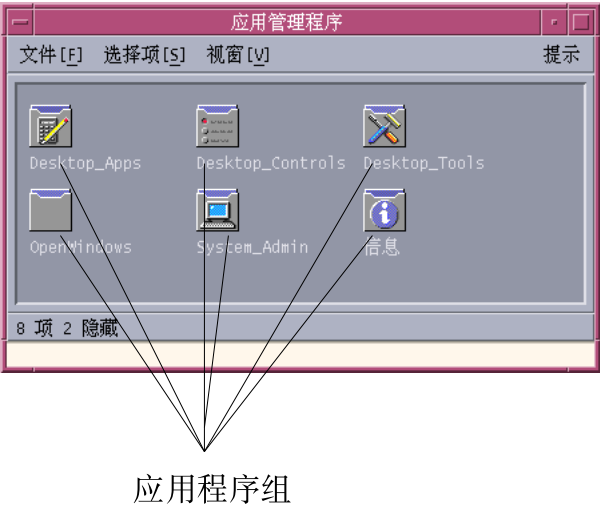 应用管理程序
文件[F] 选择项[S] 视窗[V] 提示
Desktop_Apps Desktop_Controls Desktop_Tools
OpenWindows System_Admin 信息
8 项 2 隐藏
应用程序组